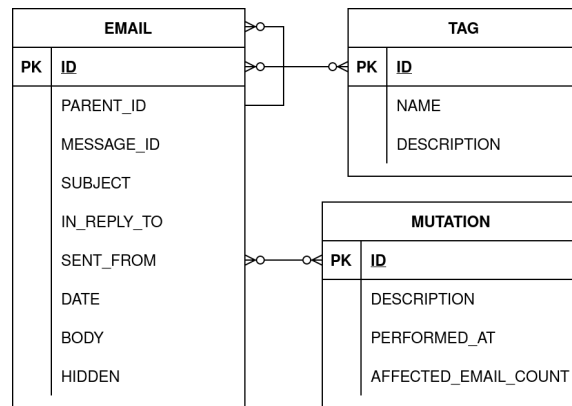 EMAIL
PK ID
PARENT_ID
MESSAGE_ID
SUBJECT
IN_REPLY_TO
SENT_FROM
DATE
BODY
HIDDEN
TAG
PK ID
NAME
DESCRIPTION
MUTATION
PK ID
DESCRIPTION
PERFORMED_AT
AFFECTED_EMAIL_COUNT